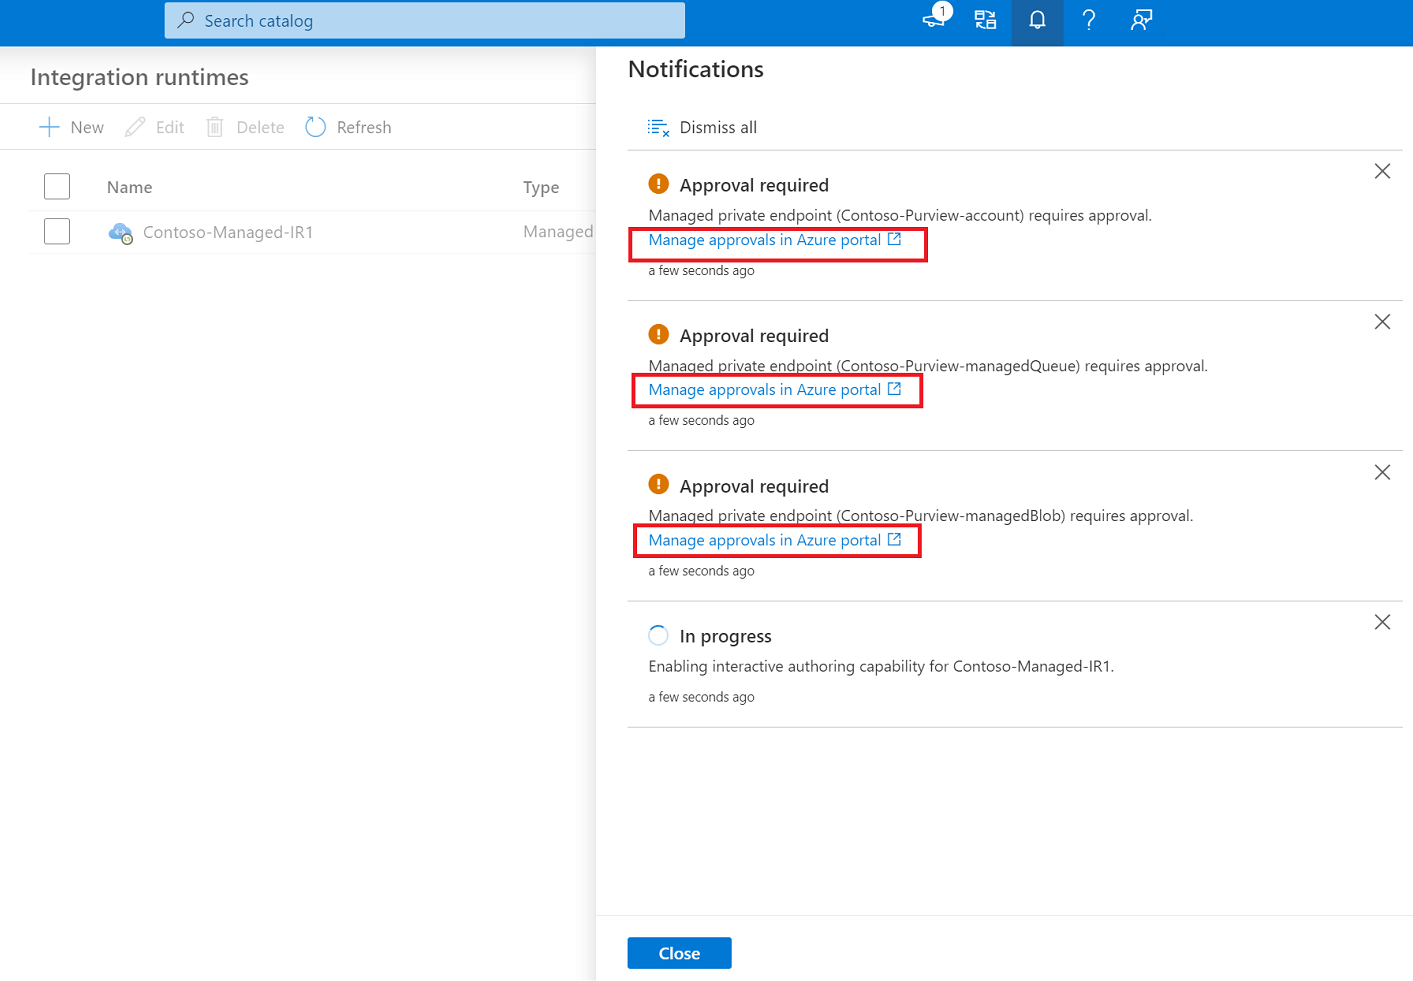 Search catalog
1
Integration runtimes
New Edit Delete Refresh
Name Type
Contoso-Managed-IR1 Managed
Notifications
Dismiss all
Approval required
Managed private endpoint (Contoso-Purview-account) requires approval.
Manage approvals in Azure portal
a few seconds ago
Approval required
Managed private endpoint (Contoso-Purview-managedQueue) requires approval.
Manage approvals in Azure portal
a few seconds ago
Approval required
Managed private endpoint (Contoso-Purview-managedBlob) requires approval.
Manage approvals in Azure portal
a few seconds ago
In progress
Enabling interactive authoring capability for Contoso-Managed-IR1.
a few seconds ago
Close